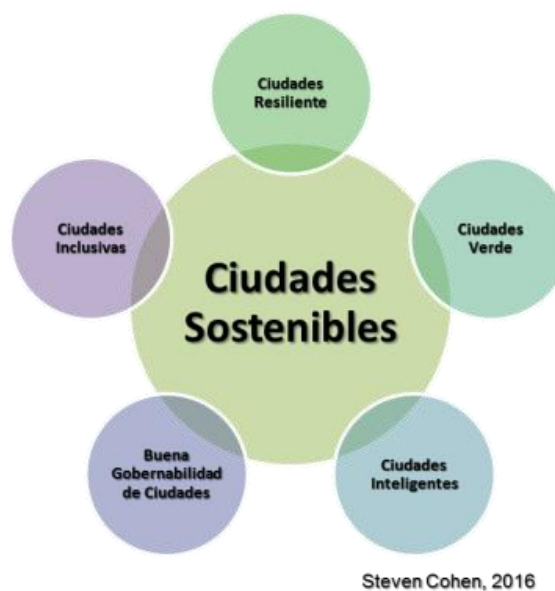 Ciudades
Resiliente
Ciudades
Inclusivas
Ciudades
Verde
Ciudades
Sostenibles
Buena
Gobernabilidad
de Ciudades
Ciudades
Inteligentes
Steven Cohen, 2016